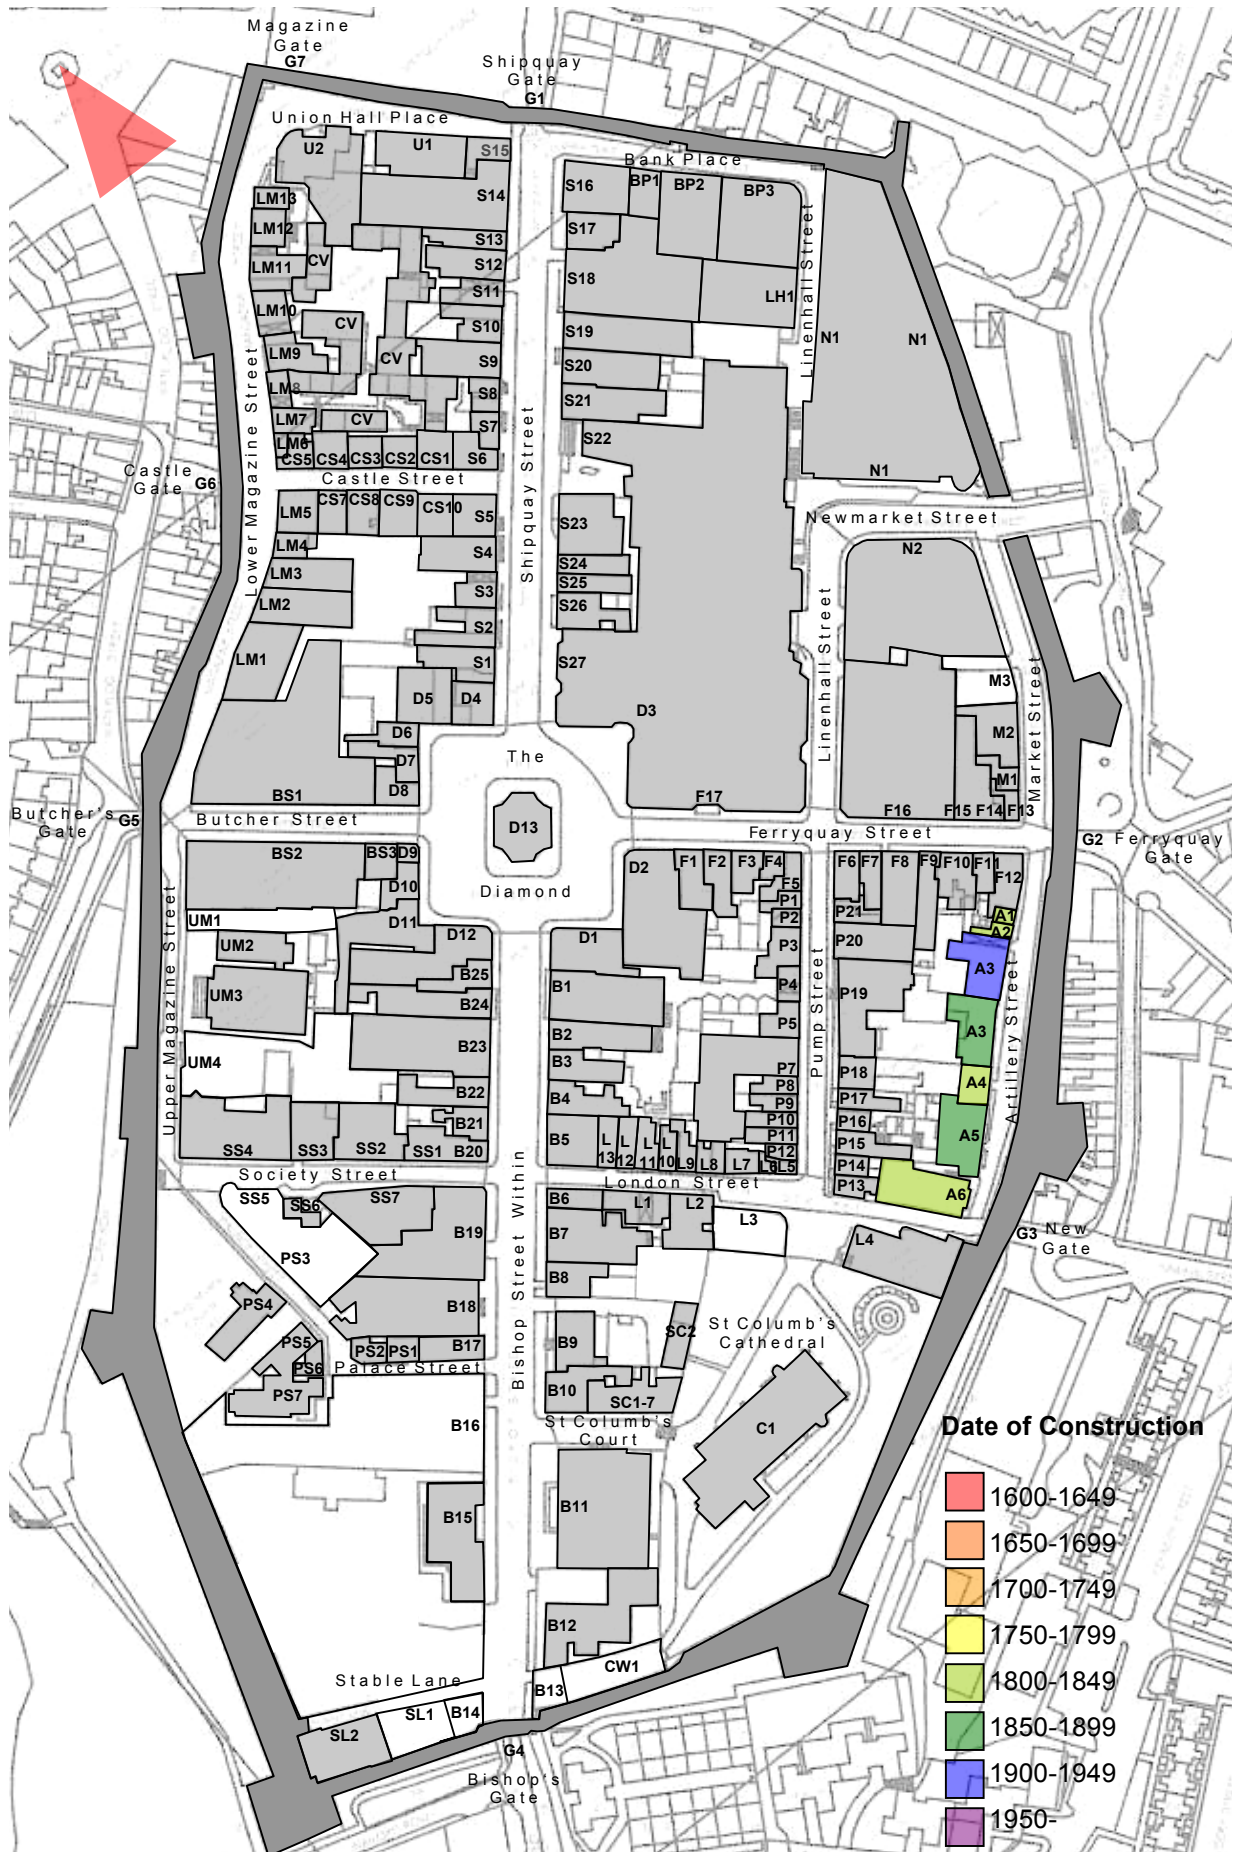 Magazine
Gate
G7
Shipquay
Gate
G1
Union Hall Place
U2
U1
S15
Bank Place
S14
S16
BP1
BP2
BP3
LM13
LM12
S13
S17
CV
S12
LM11
S11
S18
LH1
LM10
CV
S10
S19
N1
N1
Linenhall Street
LM9
CV
S9
S20
LM8
S8
S21
Lower Magazine Street
LM7
CV
S7
S22
LM6
CS5
CS4
CS3
CS2
CS1
S6
Shipquay Street
Castle
Gate
G6
Castle Street
N1
CS7
CS8
CS9
CS10
LM5
S5
S23
Newmarket Street
LM4
S4
N2
LM3
S24
S25
LM2
S3
S26
S2
Linenhall Street
LM1
S1
S27
M3
Market Street
D5
D4
D3
D6
M2
D7
The
M1
BS1
D8
F17
F16
F15
F14
F13
Butcher's
Gate
G5
Butcher Street
D13
Ferryquay Street
G2
Ferryquay
Gate
BS2
BS3
D9
D2
F1
F2
F3
F4
F5
F6
F7
F8
F9
F10
F11
F12
D10
Diamond
P1
UM1
D11
P2
P21
A1
A2
UM2
D12
D1
P3
P20
Upper Magazine Street
B25
A3
UM3
B1
P4
P19
B24
Pump Street
P5
A3
Artillery Street
B2
UM4
B23
B3
P7
P18
P8
A4
B22
B4
P9
P17
B21
P10
P16
B5
L
13
L
12
L
11
L
10
L9
L8
L7
P11
P12
L6
L5
P15
A5
SS4
SS3
SS2
SS1
B20
P14
Society Street
London Street
P13
A6
SS5
SS6
SS7
B6
L1
L2
L3
B19
B7
L4
G3
New
Gate
PS3
Bishop Street Within
B8
PS4
B18
St Columb's
Cathedral
SC2
PS5
PS2
PS1
B17
B9
PS6
Palace Street
PS7
B10
SC1-7
B16
St Columb's
Court
C1
Date of Construction
B15
B11
1600-1649
1650-1699
1700-1749
B12
1750-1799
CW1
Stable Lane
B13
1800-1849
SL1
B14
SL2
1850-1899
G4
Bishop's
Gate
1900-1949
1950-